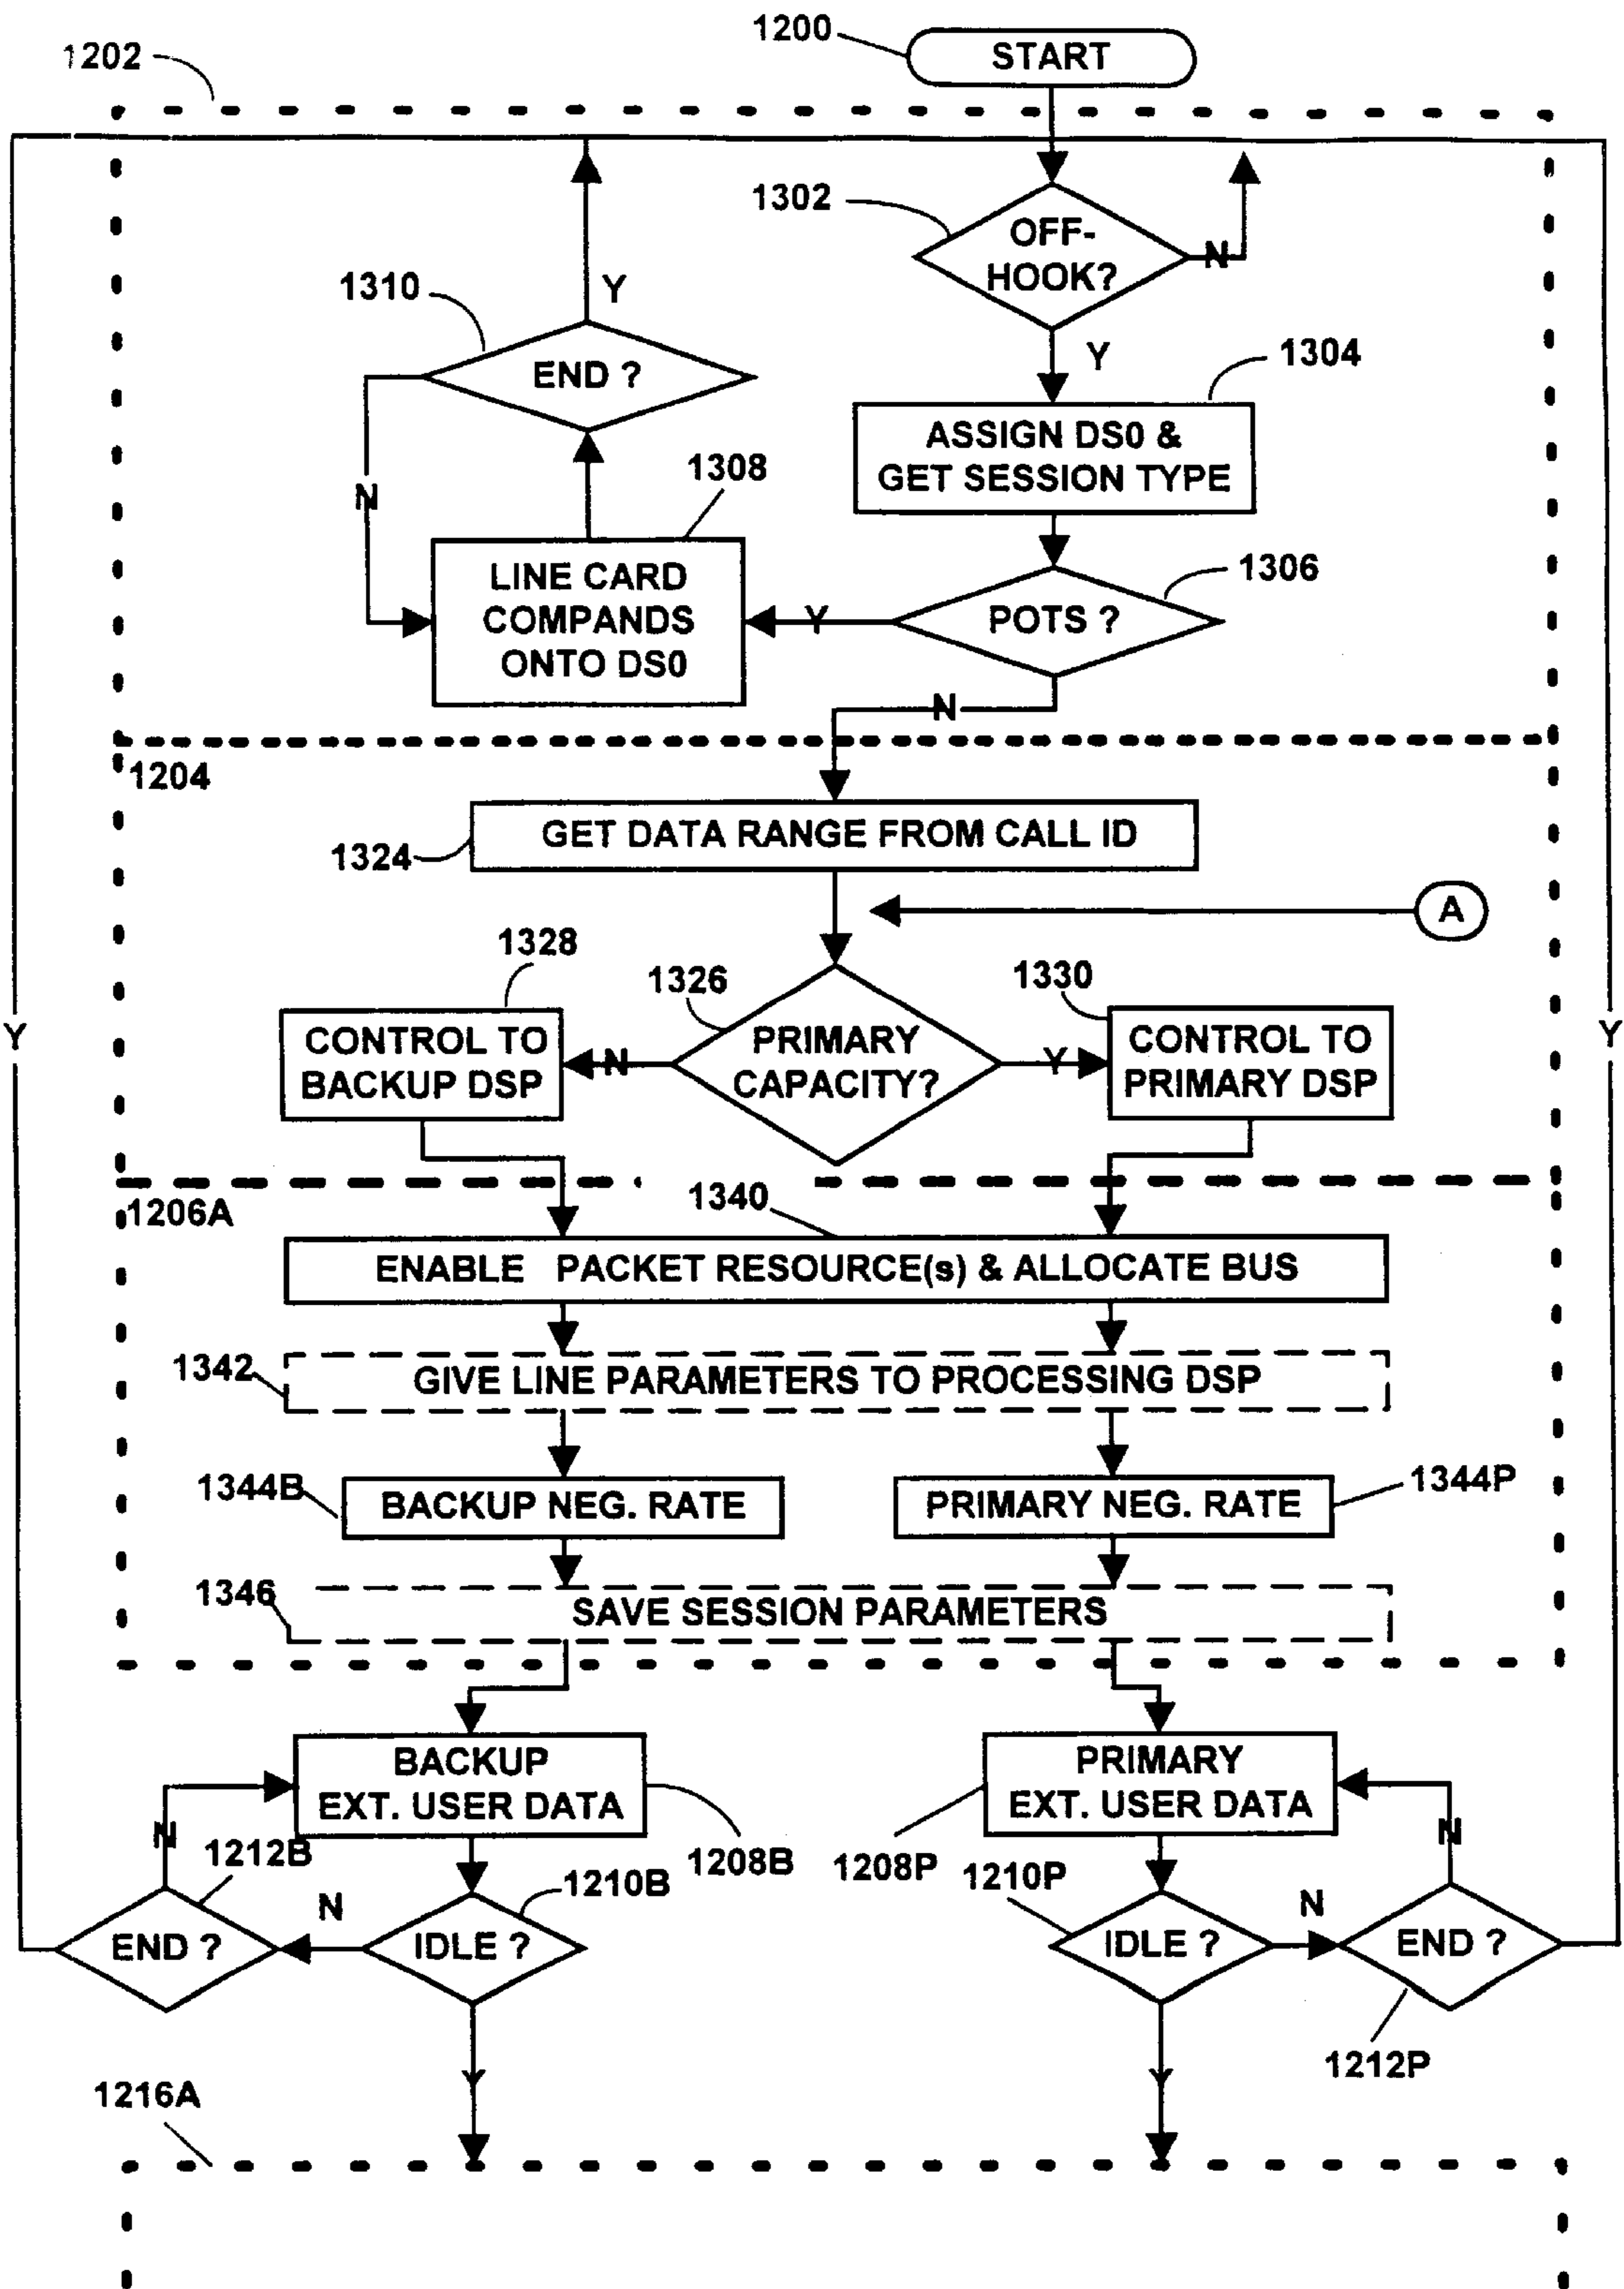 1200
START
1202
1302
OFF-
HOOK?
N
1310
Y
END ?
Y
1304
ASSIGN DS0 &
GET SESSION TYPE
N
1308
LINE CARD
COMPANDS
ONTO DS0
Y
POTS ?
1306
N
1204
GET DATA RANGE FROM CALL ID
1324
A
1328
1326
1330
CONTROL TO
BACKUP DSP
N
PRIMARY
CAPACITY?
Y
CONTROL TO
PRIMARY DSP
Y
Y
1206A
1340
ENABLE PACKET RESOURCE(s) & ALLOCATE BUS
1342
GIVE LINE PARAMETERS TO PROCESSING DSP
1344B
BACKUP NEG. RATE
PRIMARY NEG. RATE
1344P
1346
SAVE SESSION PARAMETERS
BACKUP
EXT. USER DATA
PRIMARY
EXT. USER DATA
N
1212B
1208B
1208P
N
1210B
1210P
N
N
END ?
IDLE ?
IDLE ?
END ?
Y
Y
1212P
1216A